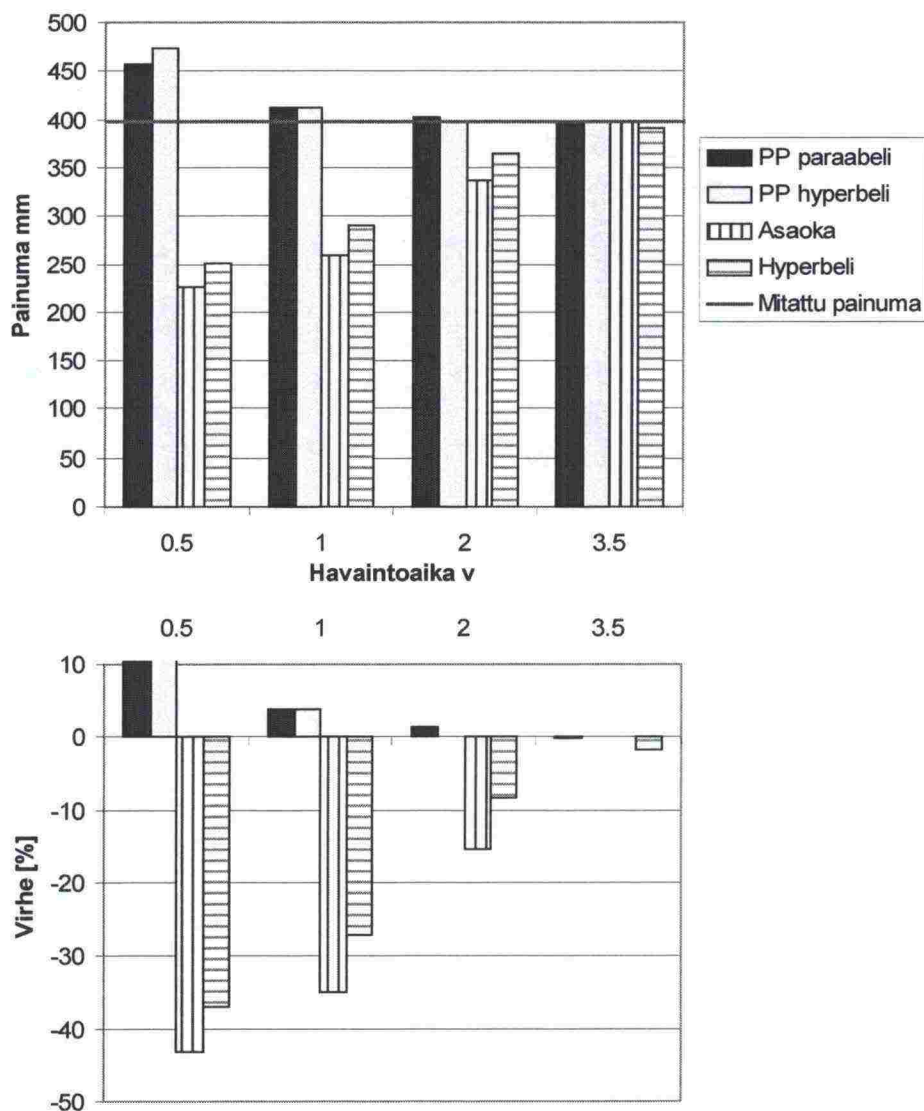 500
450
400
350
300
250
200
150
100
50
0
Painuma mm
0.5 1 2 3.5
Havaintoaika v
PP paraabeli
PP hyperbeli
Asaoka
Hyperbeli
Mitattu painuma
0.5 1 2 3.5
10
0
-10
-20
-30
-40
-50
Virhe [%]